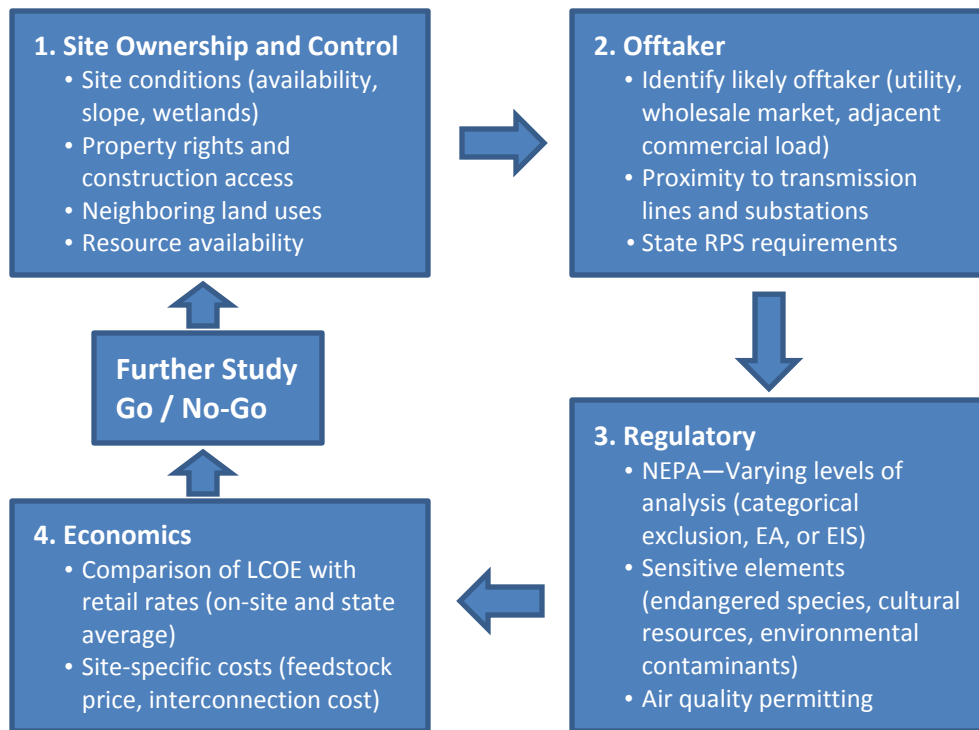 1. Site Ownership and Control
• Site conditions (availability,
slope, wetlands)
• Property rights and
construction access
• Neighboring land uses
• Resource availability
2. Offtaker
• Identify likely offtaker (utility,
wholesale market, adjacent
commercial load)
• Proximity to transmission
lines and substations
• State RPS requirements
3. Regulatory
• NEPA—Varying levels of
analysis (categorical
exclusion, EA, or EIS)
• Sensitive elements
(endangered species, cultural
resources, environmental
contaminants)
• Air quality permitting
4. Economics
• Comparison of LCOE with
retail rates (on-site and state
average)
• Site-specific costs (feedstock
price, interconnection cost)
Further Study
Go / No-Go